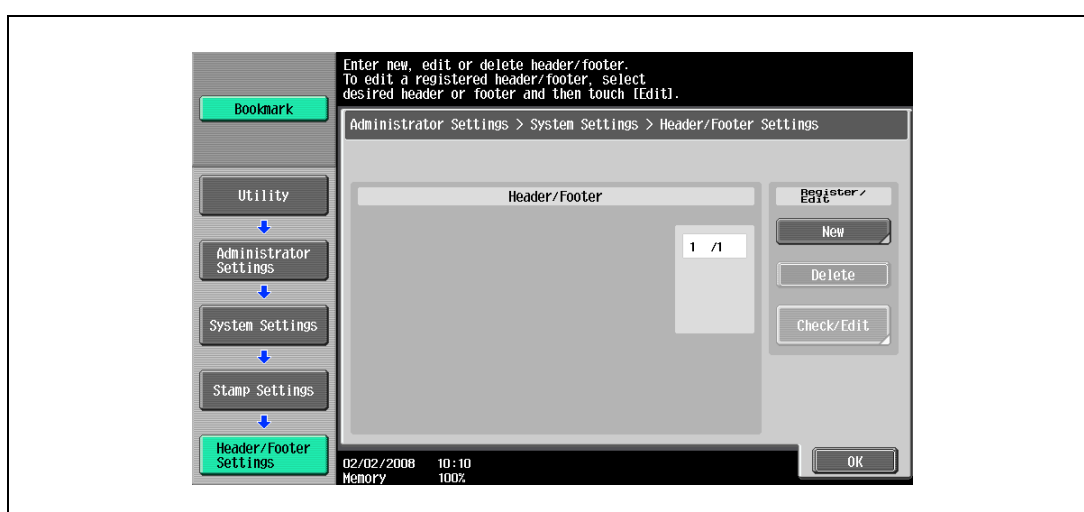 Enter new, edit or delete header/footer.
To edit a registered header/footer, select
desired header or footer and then touch [Edit].
Bookmark
Administrator Settings > System Settings > Header/Footer Settings
Utility
Administrator
Settings
System Settings
Stamp Settings
Header/Footer
Settings
Header/Footer
1 /1
Register/
Edit
New
Delete
Check/Edit
02/02/2008 10:10
Memory 100%
OK